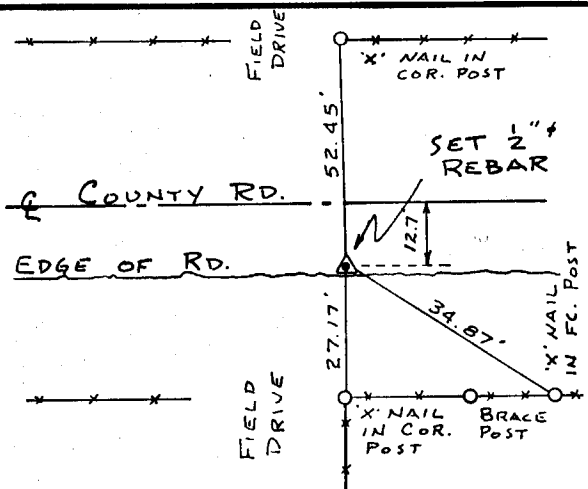 FIELD
DRIVE
'X' NAIL IN
COR. POST
52.45'
SET 1/2" ϕ
REBAR
℄ COUNTY RD.
12.7
EDGE OF RD.
27.17'
34.87'
'X' NAIL
IN FC. POST
FIELD
DRIVE
'X' NAIL
IN COR.
POST
BRACE
POST